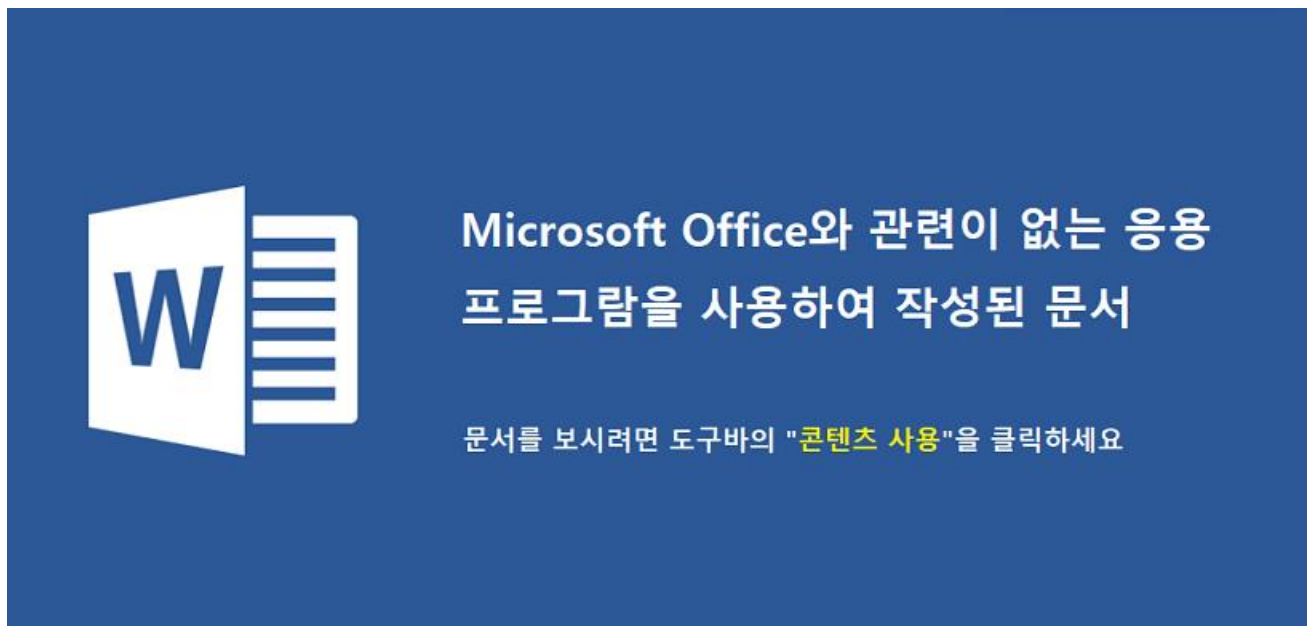 W
Microsoft Office와 관련이 없는 응용
프로그람을 사용하여 작성된 문서
문서를 보시려면 도구바의 "콘텐츠 사용"을 클릭하세요